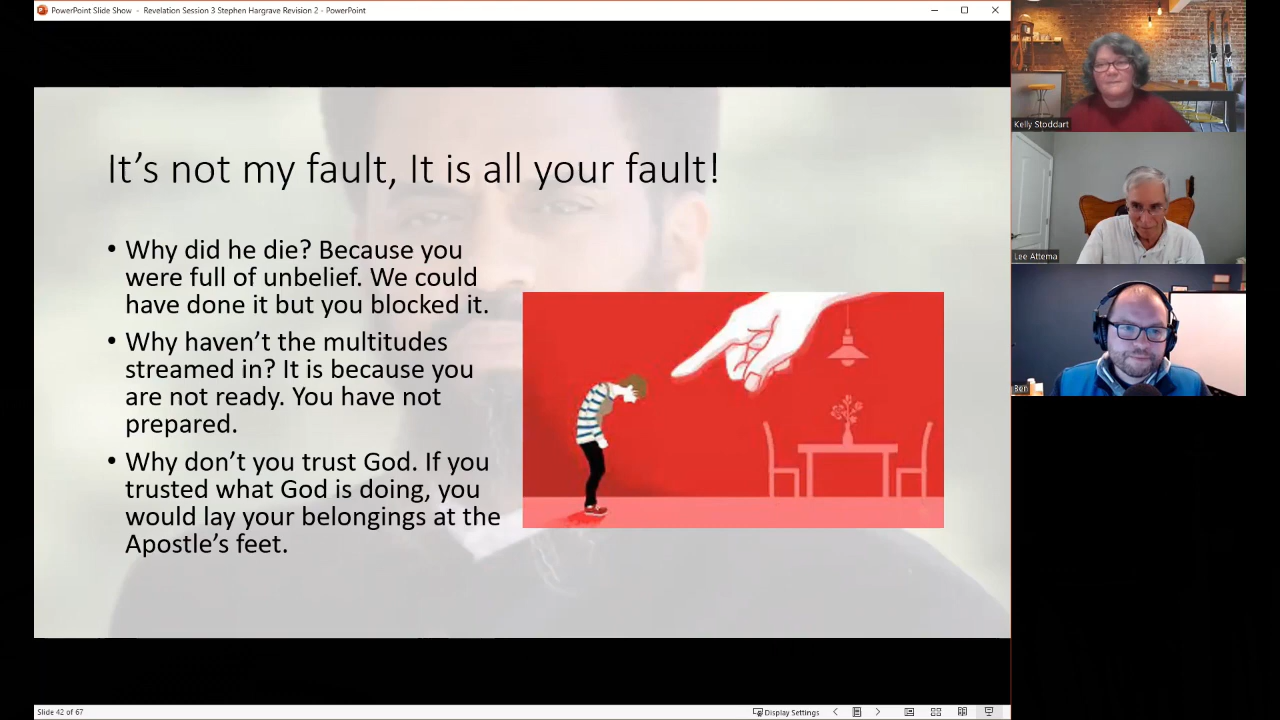 PowerPoint Slide Show - Revelation Session 3 Stephen Hargrave Revision 2 - PowerPoint
It's not my fault, It is all your fault!
• Why did he die? Because you
were full of unbelief. We could
have done it but you blocked it.
• Why haven't the multitudes
streamed in? It is because you
are not ready. You have not
prepared.
• Why don't you trust God. If you
trusted what God is doing, you
would lay your belongings at the
Apostle's feet.
Kelly Stoddart
Lee Attema
Ben
Slide 42 of 67
Display Settings